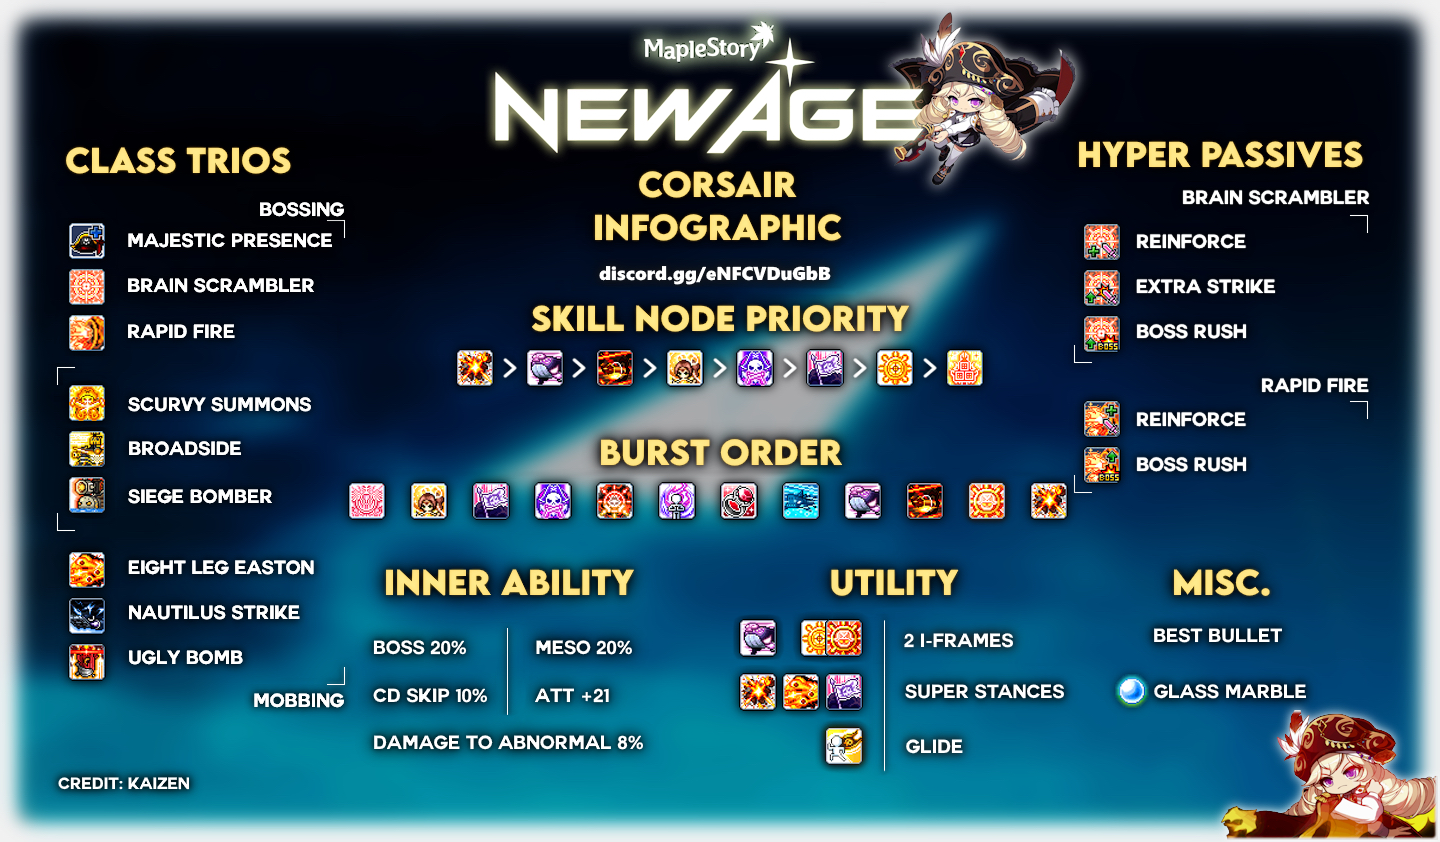 MapleStory
NEW AGE
CORSAIR
INFOGRAPHIC
discord.gg/eNFCVDuGbB
CLASS TRIOS
BOSSING
MAJESTIC PRESENCE
BRAIN SCRAMBLER
RAPID FIRE
SCURVY SUMMONS
BROADSIDE
SIEGE BOMBER
EIGHT LEG EASTON
NAUTILUS STRIKE
UGLY BOMB
MOBBING
SKILL NODE PRIORITY
> > > > > > >
BURST ORDER
HYPER PASSIVES
BRAIN SCRAMBLER
REINFORCE
EXTRA STRIKE
BOSS RUSH
BOSS
RAPID FIRE
REINFORCE
BOSS RUSH
BOSS
INNER ABILITY
BOSS 20%
MESO 20%
CD SKIP 10%
ATT +21
DAMAGE TO ABNORMAL 8%
UTILITY
2 I-FRAMES
SUPER STANCES
GLIDE
MISC.
BEST BULLET
GLASS MARBLE
CREDIT: KAIZEN